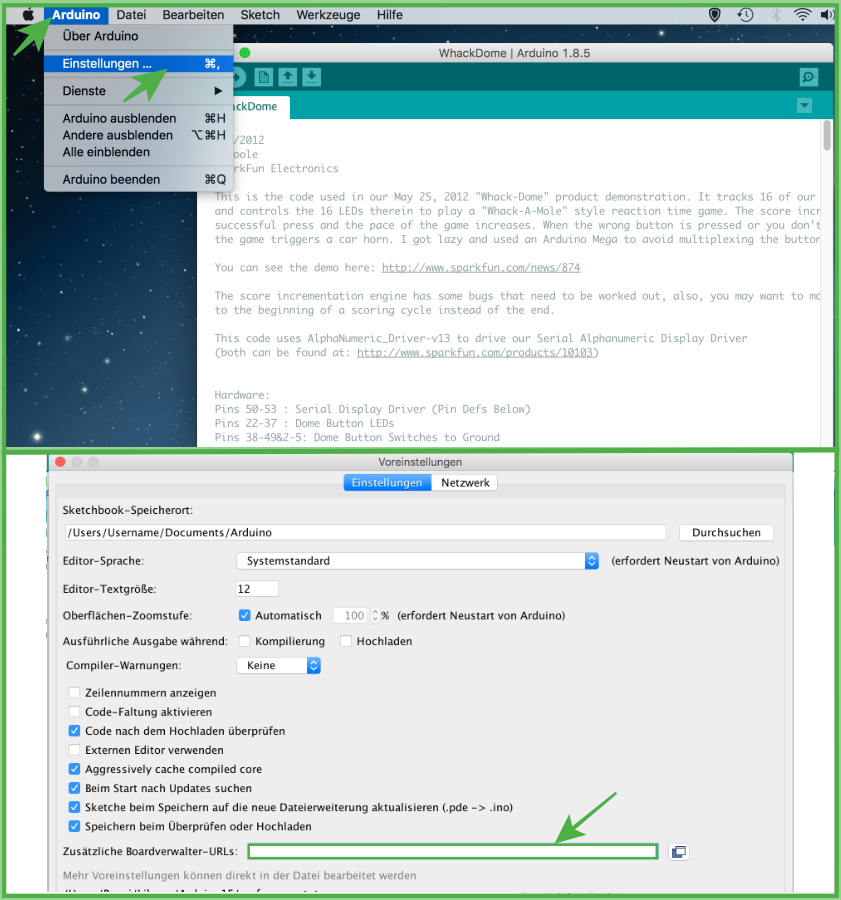 Arduino Datei Bearbeiten Sketch Werkzeuge Hilfe
Über Arduino
Einstellungen ... ⌘,
Dienste ▶
Arduino ausblenden ⌘H
Andere ausblenden ⌥⌘H
Alle einblenden
Arduino beenden ⌘Q
WhackDome | Arduino 1.8.5
ckDome
/2012
oole
rkFun Electronics
This is the code used in our May 25, 2012 "Whack-Dome" product demonstration. It tracks 16 of our
and controls the 16 LEDs therein to play a "Whack-A-Mole" style reaction time game. The score incr
successful press and the pace of the game increases. When the wrong button is pressed or you don't
the game triggers a car horn. I got lazy and used an Arduino Mega to avoid multiplexing the button
You can see the demo here: http://www.sparkfun.com/news/874
The score incrementation engine has some bugs that need to be worked out, also, you may want to mo
to the beginning of a scoring cycle instead of the end.
This code uses AlphaNumeric_Driver-v13 to drive our Serial Alphanumeric Display Driver
(both can be found at: http://www.sparkfun.com/products/10103)
Hardware:
Pins 50-53 : Serial Display Driver (Pin Defs Below)
Pins 22-37 : Dome Button LEDs
Pins 38-49&2-5: Dome Button Switches to Ground
Voreinstellungen
Einstellungen Netzwerk
Sketchbook-Speicherort:
/Users/Username/Documents/Arduino Durchsuchen
Editor-Sprache: Systemstandard (erfordert Neustart von Arduino)
Editor-Textgröße: 12
Oberflächen-Zoomstufe: Automatisch 100 % (erfordert Neustart von Arduino)
Ausführliche Ausgabe während: Kompilierung Hochladen
Compiler-Warnungen: Keine
Zeilennummern anzeigen
Code-Faltung aktivieren
Code nach dem Hochladen überprüfen
Externen Editor verwenden
Aggressively cache compiled core
Beim Start nach Updates suchen
Sketche beim Speichern auf die neue Dateierweiterung aktualisieren (.pde -> .ino)
Speichern beim Überprüfen oder Hochladen
Zusätzliche Boardverwalter-URLs:
Mehr Voreinstellungen können direkt in der Datei bearbeitet werden